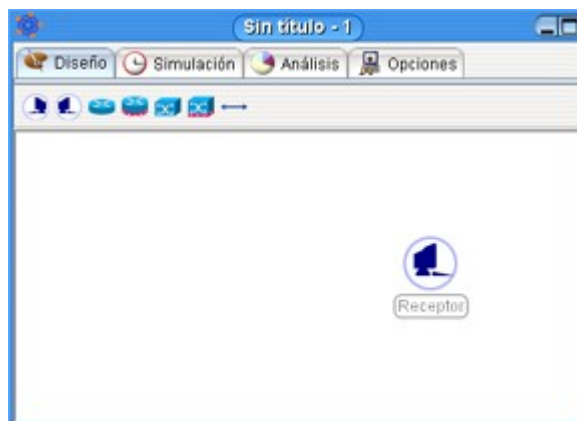 Sin título - 1
Diseño Simulación Análisis Opciones
Receptor